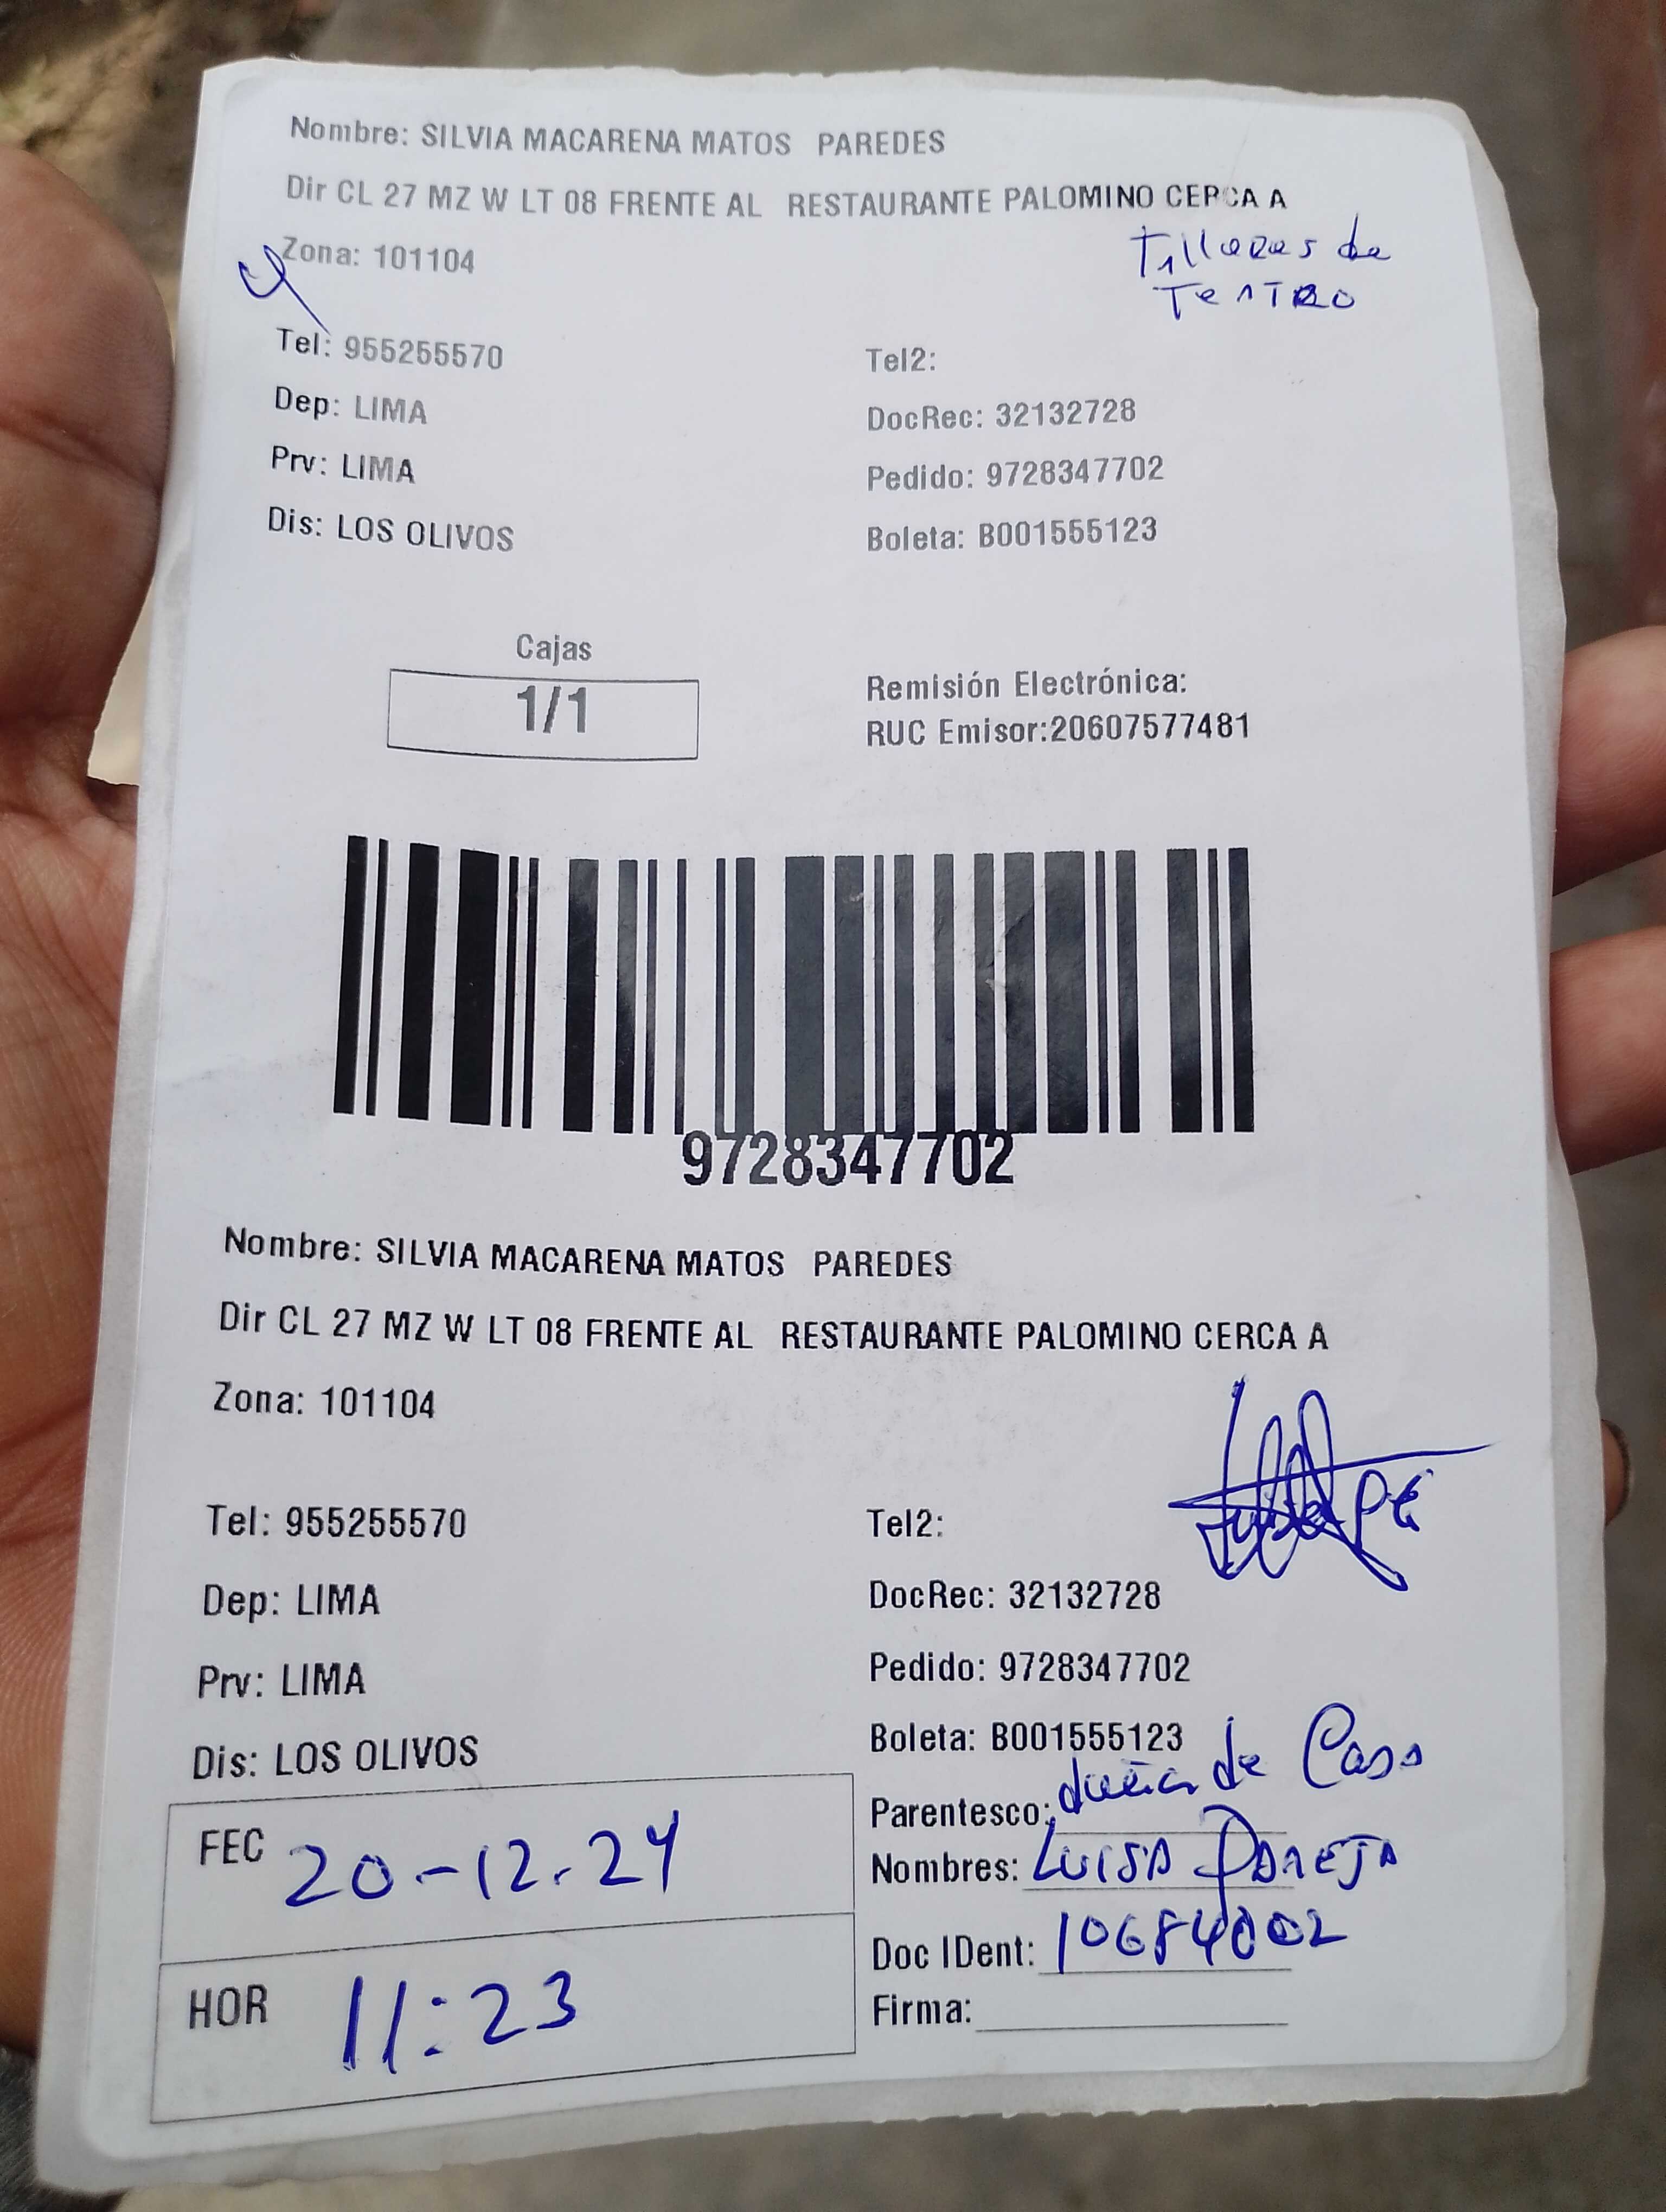 Nombre: SILVIA MACARENA MATOS PAREDES
Dir CL 27 MZ W LT 08 FRENTE AL RESTAURANTE PALOMINO CERCA A
Zona: 101104
de
Tel: 955255570 Tel2:
Dep: LIMA DocRec: 32132728
Prv: LIMA Pedido: 9728347702
Dis: LOS OLIVOS Boleta: B001555123
Cajas
1/1
Remisión Electrónica:
RUC Emisor:20607577481
9728347702
Nombre: SILVIA MACARENA MATOS PAREDES
Dir CL 27 MZ W LT 08 FRENTE AL RESTAURANTE PALOMINO CERCA A
Zona: 101104
Tel: 955255570 Tel2:
Dep: LIMA DocRec: 32132728
Prv: LIMA Pedido: 9728347702
Dis: LOS OLIVOS Boleta: B001555123
Parentesco: dueña de Casa
Nombres: LUISA PAREJA
Doc IDent: 10684002
Firma:
FEC 20-12-24
HOR 11:23